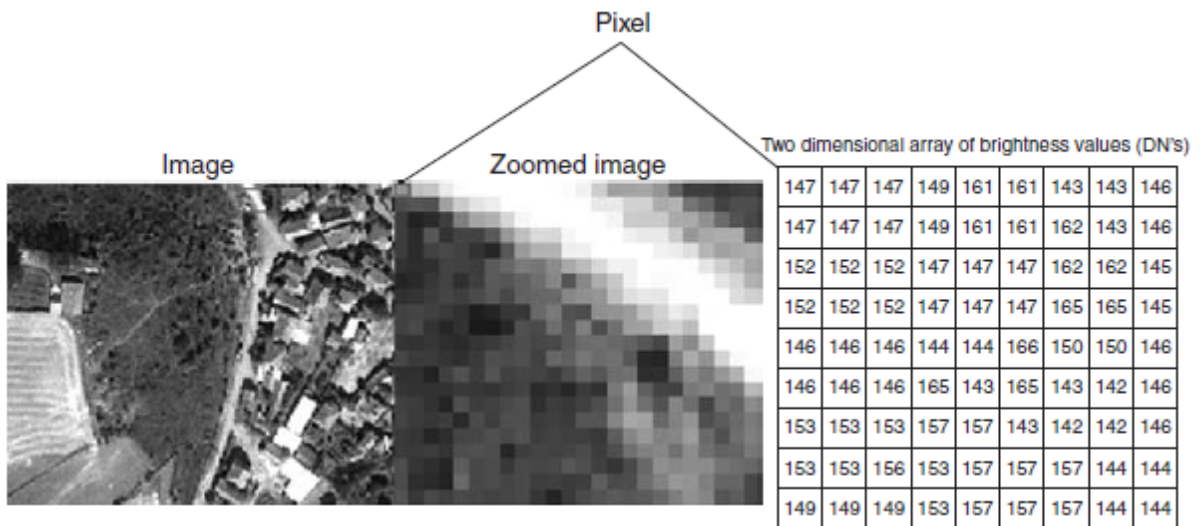 Pixel
Two dimensional array of brightness values (DN's)
Image
Zoomed image
147 147 147 149 161 161 143 143 146
147 147 147 149 161 161 162 143 146
152 152 152 147 147 147 162 162 145
152 152 152 147 147 147 165 165 145
146 146 146 144 144 166 150 150 146
146 146 146 165 143 165 143 142 146
153 153 153 157 157 143 142 142 146
153 153 156 153 157 157 157 144 144
149 149 149 153 157 157 157 144 144